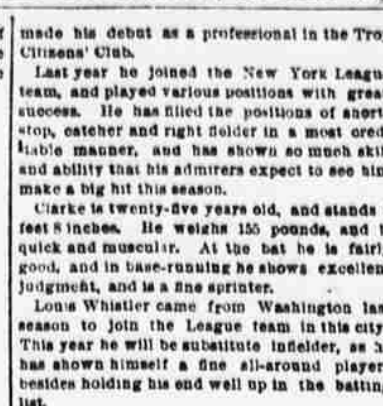 made his debut as a professional in the Troy
Citizens' Club.
Last year he joined the New York League
team, and played various positions with grea
success. He has filled the positions of short
stop, catcher and right fielder in a most cred
itable manner, and has shown so much skil
and ability that his admirers expect to see him
make a big hit this season.
Clarke is twenty-five years old, and stands
feet 8 inches. He weighs 155 pounds, and i
quick and muscular. At the bat he is fairl
good, and in base-running he shows excellen
judgment, and is a fine sprinter.
Louis Whistler came from Washington las
season to join the League team in this city
This year he will be substitute infielder, as h
has shown himself a fine all-around player
besides holding his end well up in the battin
list.